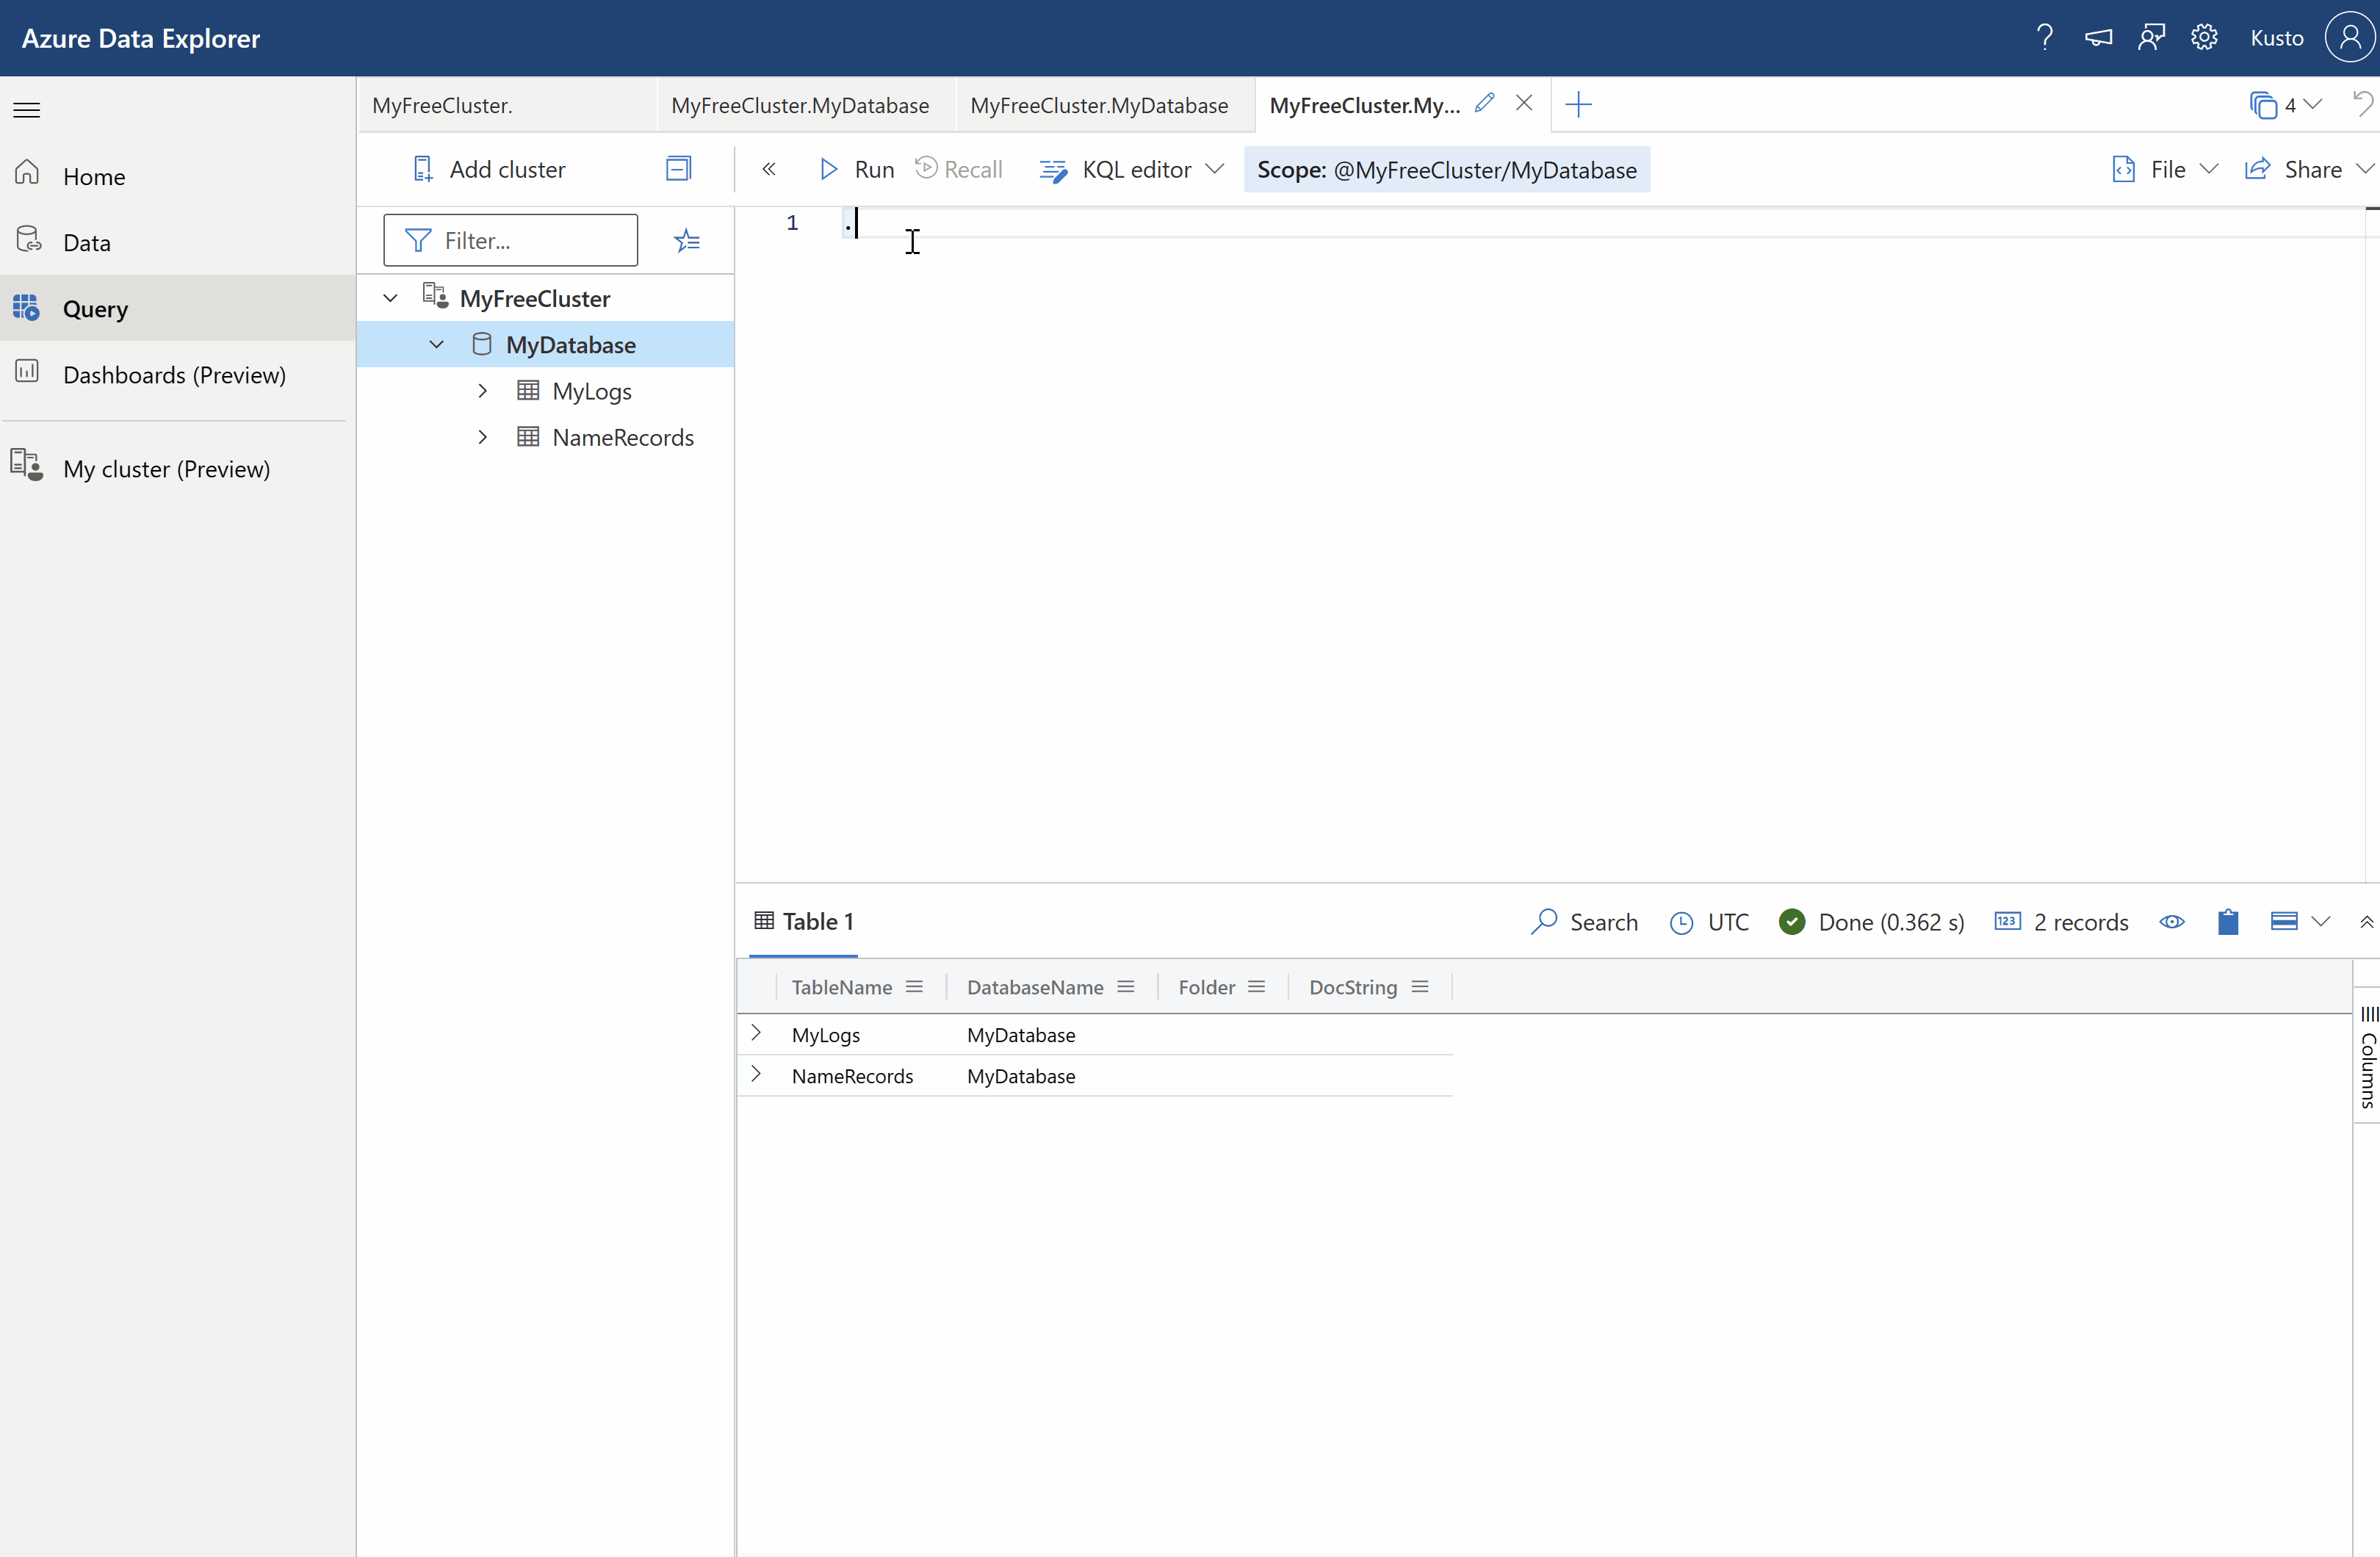 Azure Data Explorer
Kusto
MyFreeCluster.
MyFreeCluster.MyDatabase
MyFreeCluster.MyDatabase
MyFreeCluster.My...
4
Home
Data
Query
Dashboards (Preview)
My cluster (Preview)
Add cluster
Run
Recall
KQL editor
Scope: @MyFreeCluster/MyDatabase
File
Share
Filter...
MyFreeCluster
MyDatabase
MyLogs
NameRecords
1
.
Table 1
Search
UTC
Done (0.362 s)
123
2 records
TableName
DatabaseName
Folder
DocString
MyLogs
MyDatabase
NameRecords
MyDatabase
Columns